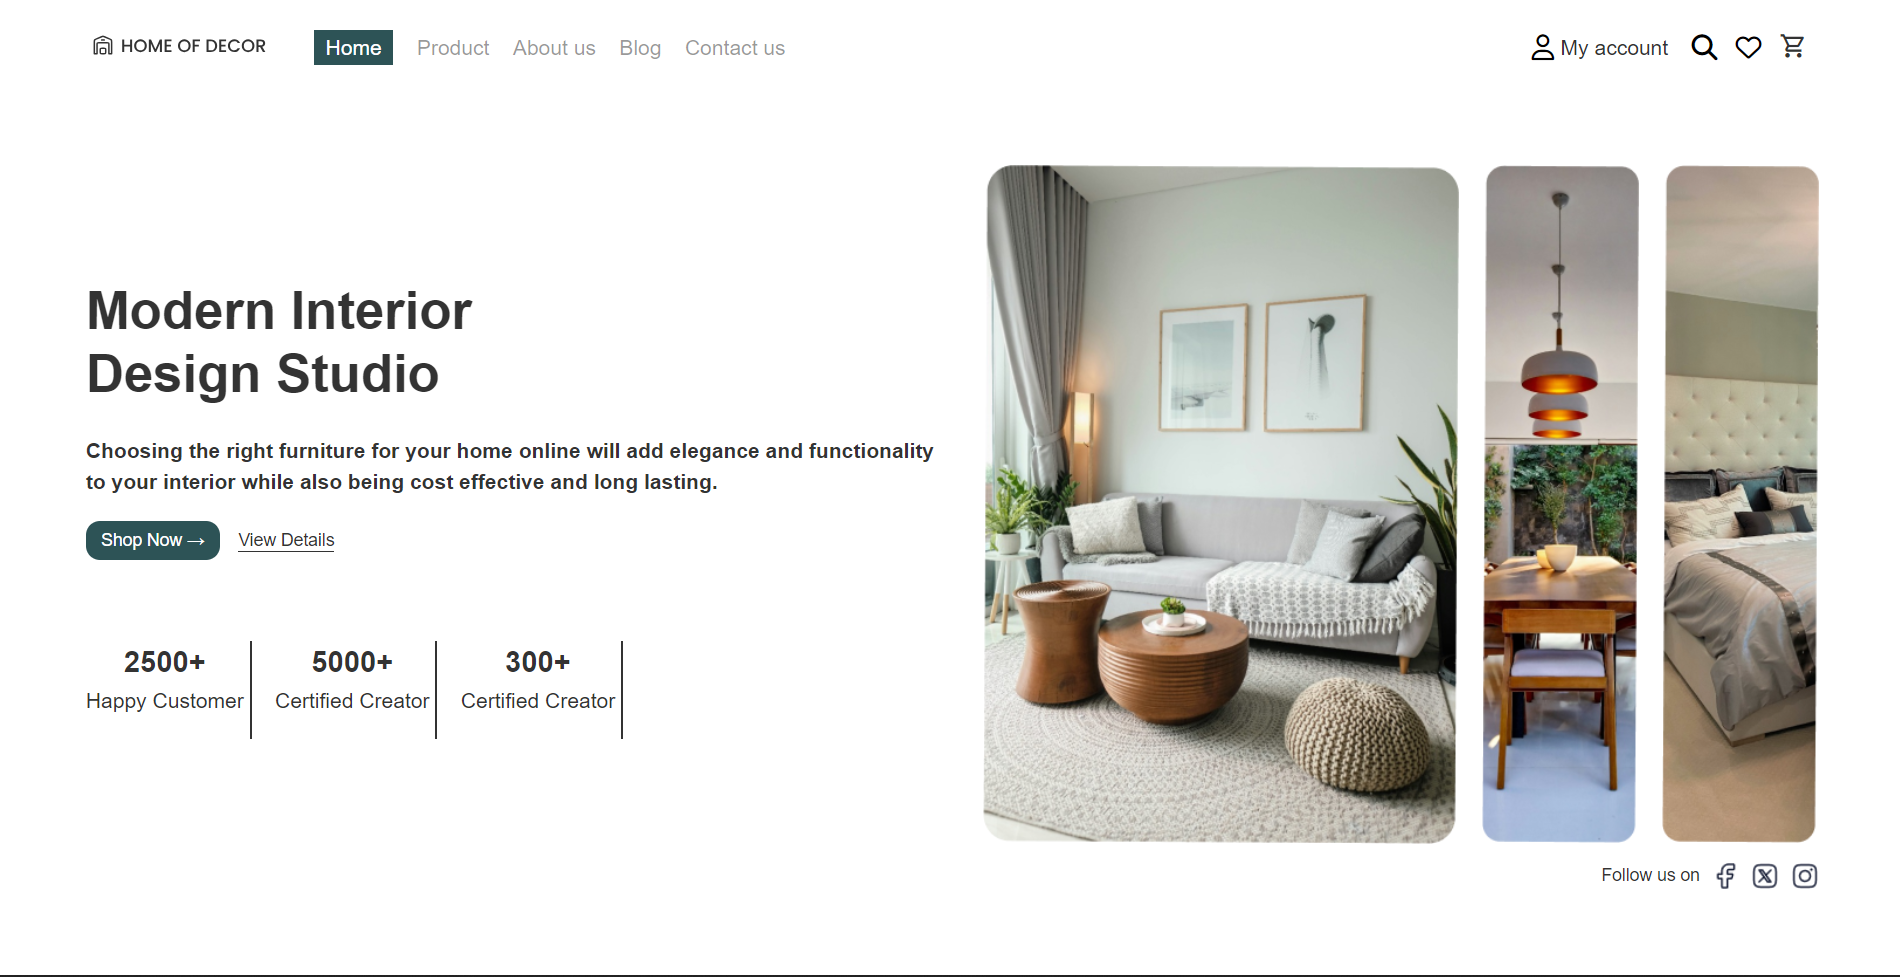 HOME OF DECOR
Home Product About us Blog Contact us
My account
Modern Interior
Design Studio
Choosing the right furniture for your home online will add elegance and functionality
to your interior while also being cost effective and long lasting.
Shop Now → View Details
2500+
Happy Customer
5000+
Certified Creator
300+
Certified Creator
Follow us on